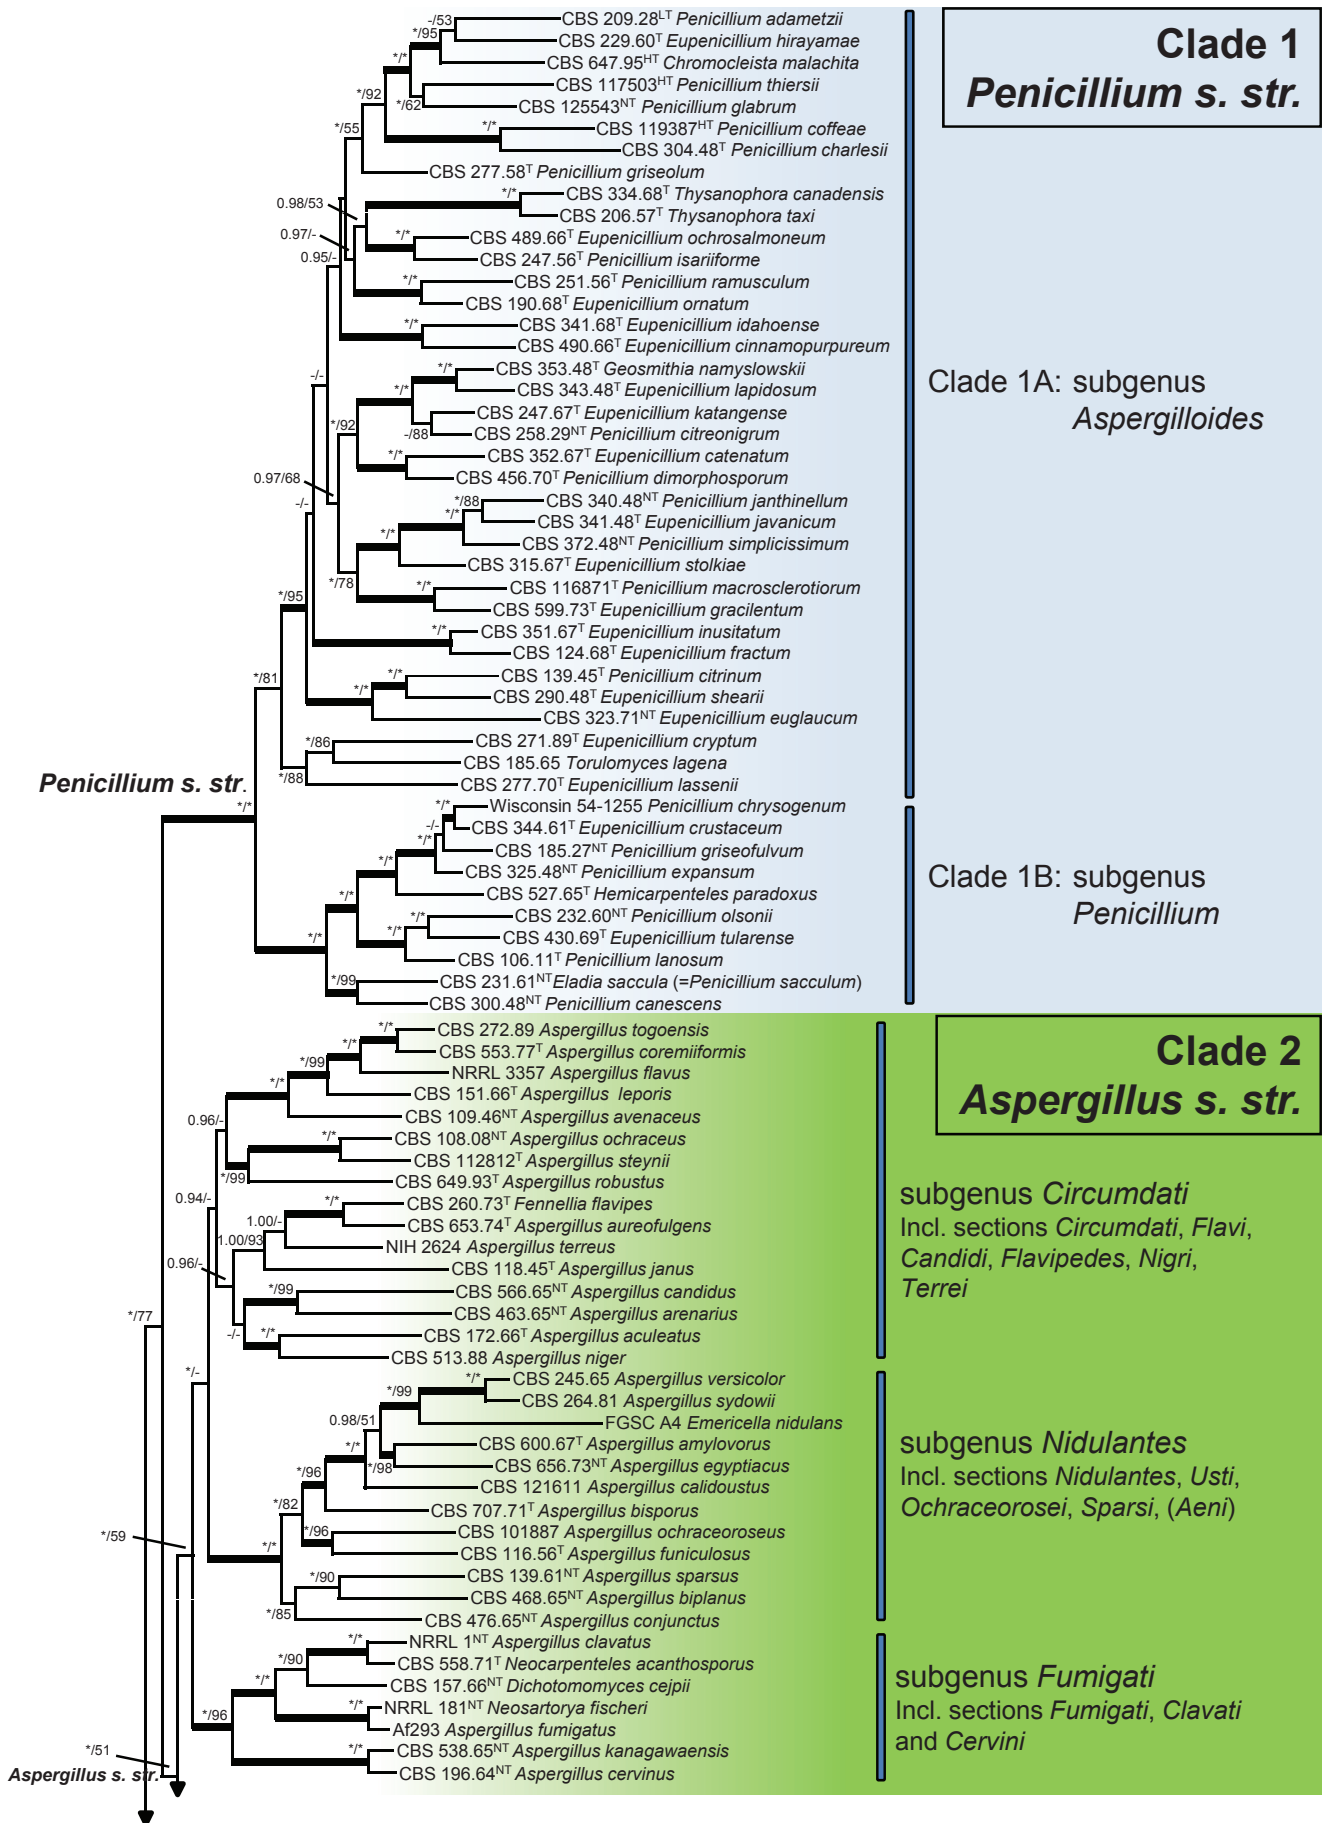 Clade 1
Penicillium s. str.
-/53
CBS 209.28LT Penicillium adametzii
*/95
CBS 229.60T Eupenicillium hirayamae
*/*
CBS 647.95HT Chromocleista malachita
CBS 117503HT Penicillium thiersii
*/92
*/62
CBS 125543NT Penicillium glabrum
*/55
*/*
CBS 119387HT Penicillium coffeae
CBS 304.48T Penicillium charlesii
CBS 277.58T Penicillium griseolum
*/*
CBS 334.68T Thysanophora canadensis
0.98/53
CBS 206.57T Thysanophora taxi
0.97/-
*/*
CBS 489.66T Eupenicillium ochrosalmoneum
0.95/-
CBS 247.56T Penicillium isariiforme
*/*
CBS 251.56T Penicillium ramusculum
CBS 190.68T Eupenicillium ornatum
*/*
CBS 341.68T Eupenicillium idahoense
CBS 490.66T Eupenicillium cinnamopurpureum
-/-
*/*
CBS 353.48T Geosmithia namyslowskii
*/*
CBS 343.48T Eupenicillium lapidosum
Clade 1A: subgenus
Aspergilloides
CBS 247.67T Eupenicillium katangense
*/92
-/88
CBS 258.29NT Penicillium citreonigrum
*/*
CBS 352.67T Eupenicillium catenatum
0.97/68
CBS 456.70T Penicillium dimorphosporum
-/-
*/88
CBS 340.48NT Penicillium janthinellum
*/*
CBS 341.48T Eupenicillium javanicum
*/*
CBS 372.48NT Penicillium simplicissimum
CBS 315.67T Eupenicillium stolkiae
*/78
*/*
CBS 116871T Penicillium macrosclerotiorum
*/95
CBS 599.73T Eupenicillium gracilentum
*/*
CBS 351.67T Eupenicillium inusitatum
CBS 124.68T Eupenicillium fractum
*/81
*/*
CBS 139.45T Penicillium citrinum
*/*
CBS 290.48T Eupenicillium shearii
CBS 323.71NT Eupenicillium euglaucum
*/86
CBS 271.89T Eupenicillium cryptum
CBS 185.65 Torulomyces lagena
*/88
CBS 277.70T Eupenicillium lassenii
Penicillium s. str.
*/*
*/*
Wisconsin 54-1255 Penicillium chrysogenum
-/-
CBS 344.61T Eupenicillium crustaceum
*/*
CBS 185.27NT Penicillium griseofulvum
*/*
CBS 325.48NT Penicillium expansum
*/*
CBS 527.65T Hemicarpenteles paradoxus
Clade 1B: subgenus
Penicillium
*/*
CBS 232.60NT Penicillium olsonii
*/*
CBS 430.69T Eupenicillium tularense
*/*
CBS 106.11T Penicillium lanosum
*/99
CBS 231.61NT Eladia saccula (=Penicillium sacculum)
CBS 300.48NT Penicillium canescens
Clade 2
Aspergillus s. str.
*/*
CBS 272.89 Aspergillus togoensis
*/*
CBS 553.77T Aspergillus coremiiformis
*/99
NRRL 3357 Aspergillus flavus
*/*
CBS 151.66T Aspergillus leporis
0.96/-
CBS 109.46NT Aspergillus avenaceus
*/*
CBS 108.08NT Aspergillus ochraceus
CBS 112812T Aspergillus steynii
*/99
CBS 649.93T Aspergillus robustus
0.94/-
*/*
CBS 260.73T Fennellia flavipes
1.00/-
CBS 653.74T Aspergillus aureofulgens
1.00/93
NIH 2624 Aspergillus terreus
0.96/-
CBS 118.45T Aspergillus janus
*/99
CBS 566.65NT Aspergillus candidus
CBS 463.65NT Aspergillus arenarius
-/-
*/*
CBS 172.66T Aspergillus aculeatus
CBS 513.88 Aspergillus niger
subgenus Circumdati
Incl. sections Circumdati, Flavi,
Candidi, Flavipedes, Nigri,
Terrei
*/77
*/-
*/*
CBS 245.65 Aspergillus versicolor
*/99
CBS 264.81 Aspergillus sydowii
0.98/51
FGSC A4 Emericella nidulans
*/*
CBS 600.67T Aspergillus amylovorus
*/98
CBS 656.73NT Aspergillus egyptiacus
*/96
CBS 121611 Aspergillus calidoustus
*/82
CBS 707.71T Aspergillus bisporus
*/96
CBS 101887 Aspergillus ochraceoroseus
*/*
CBS 116.56T Aspergillus funiculosus
*/90
CBS 139.61NT Aspergillus sparsus
CBS 468.65NT Aspergillus biplanus
*/85
CBS 476.65NT Aspergillus conjunctus
subgenus Nidulantes
Incl. sections Nidulantes, Usti,
Ochraceorosei, Sparsi, (Aeni)
*/59
*/*
NRRL 1NT Aspergillus clavatus
*/90
CBS 558.71T Neocarpenteles acanthosporus
*/*
CBS 157.66NT Dichotomomyces cejpii
*/*
NRRL 181NT Neosartorya fischeri
*/96
Af293 Aspergillus fumigatus
*/*
CBS 538.65NT Aspergillus kanagawaensis
CBS 196.64NT Aspergillus cervinus
subgenus Fumigati
Incl. sections Fumigati, Clavati
and Cervini
*/51
Aspergillus s. str.